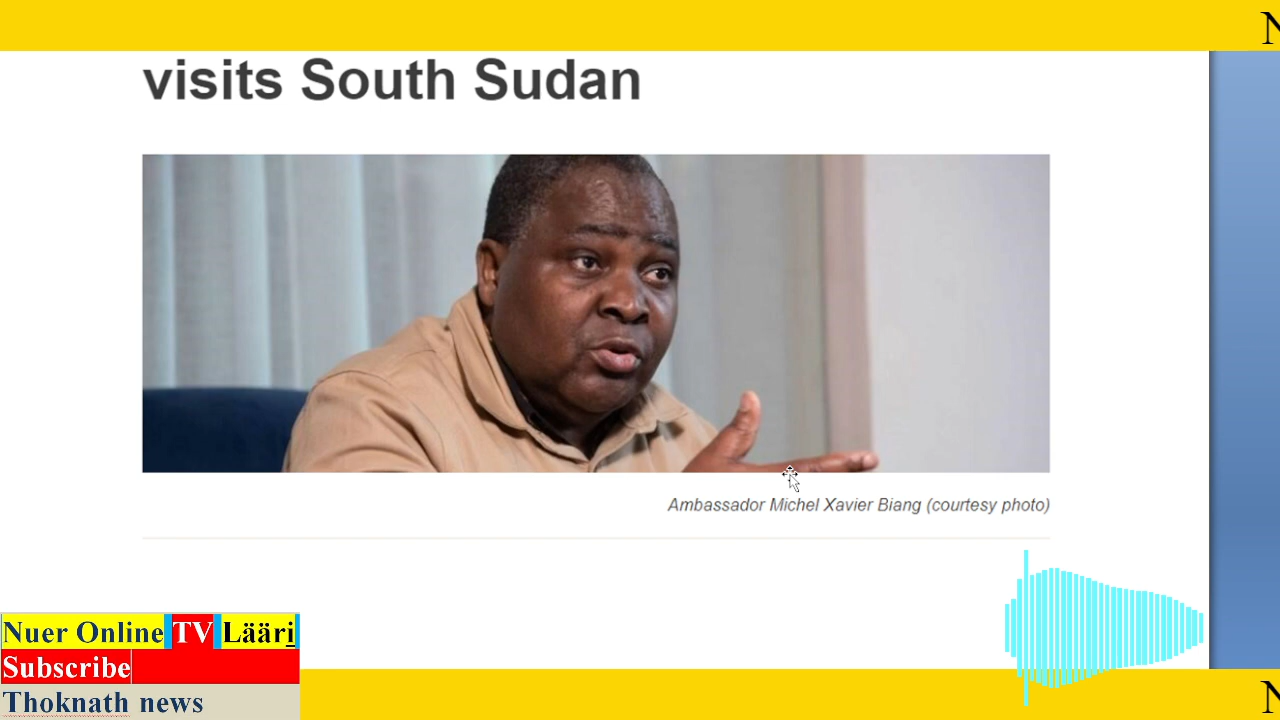 N
visits South Sudan
Ambassador Michel Xavier Biang (courtesy photo)
Nuer Online TV Lääri
Subscribe
Thoknath news
N